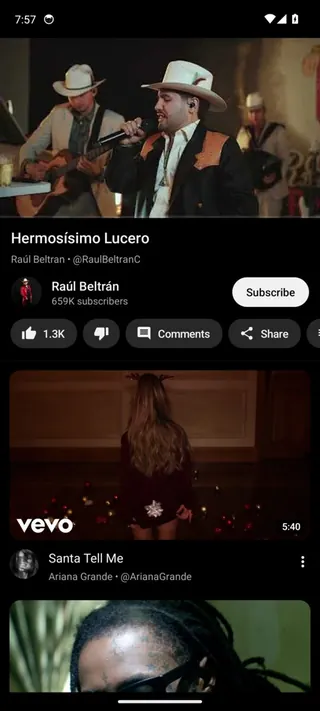 7:57
Hermosísimo Lucero
Raúl Beltran • @RaulBeltranC
Raúl Beltrán
659K subscribers
Subscribe
1.3K
Comments
Share
vevo
5:40
Santa Tell Me
Ariana Grande • @ArianaGrande